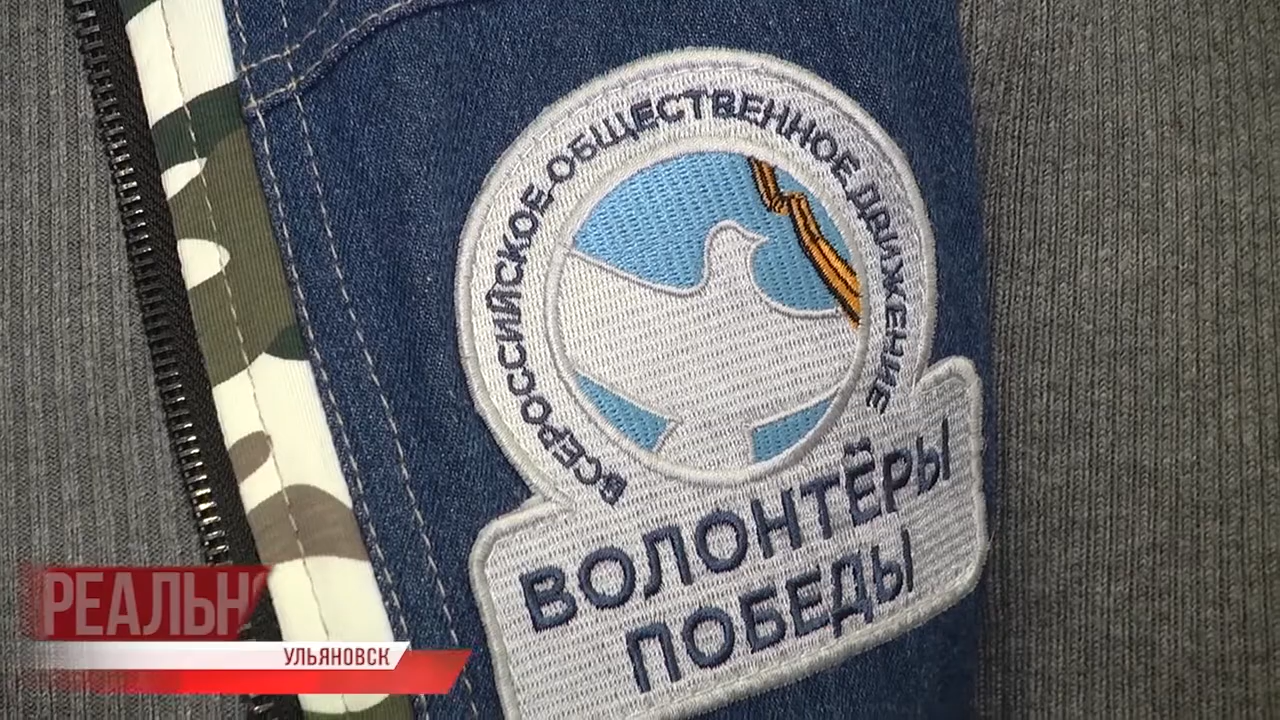 ВСЕРОССИЙСКОЕ ОБЩЕСТВЕННОЕ ДВИЖЕНИЕ
ВОЛОНТЁРЫ
ПОБЕДЫ
УЛЬЯНОВСК